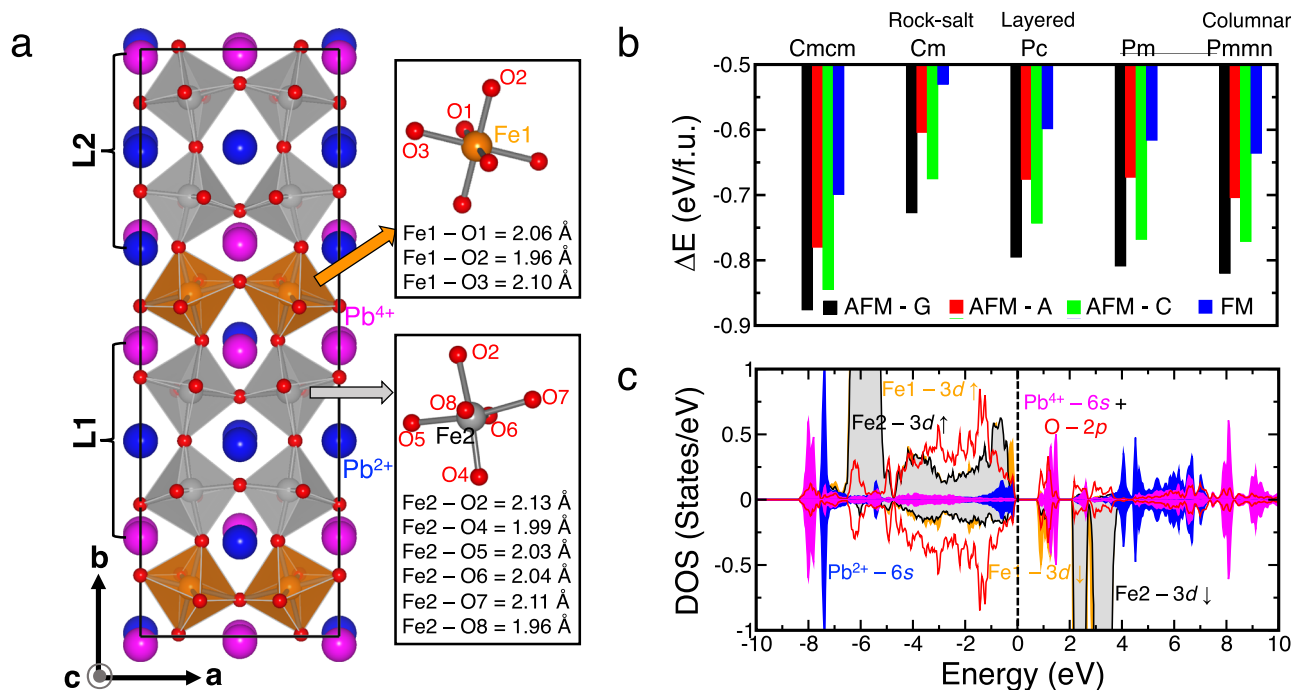 a
L2
L1
b
c
a
Pb⁴⁺
Pb²⁺
O2
O1
Fe1
O3
Fe1 – O1 = 2.06 Å
Fe1 – O2 = 1.96 Å
Fe1 – O3 = 2.10 Å
O2
O7
O8
O5
Fe2
O6
O4
Fe2 – O2 = 2.13 Å
Fe2 – O4 = 1.99 Å
Fe2 – O5 = 2.03 Å
Fe2 – O6 = 2.04 Å
Fe2 – O7 = 2.11 Å
Fe2 – O8 = 1.96 Å
b
Rock-salt Layered Columnar
Cmcm Cm Pc Pm Pmmn
-0.5
-0.6
-0.7
-0.8
-0.9
ΔE (eV/f.u.)
AFM - G AFM - A AFM - C FM
c
1
0.5
0
0.5
1
DOS (States/eV)
Fe1 – 3d ↑
Fe2 – 3d ↑
Pb⁴⁺ – 6s +
O – 2p
Pb²⁺ – 6s
Fe1 – 3d ↓
Fe2 – 3d ↓
-10 -8 -6 -4 -2 0 2 4 6 8 10
Energy (eV)